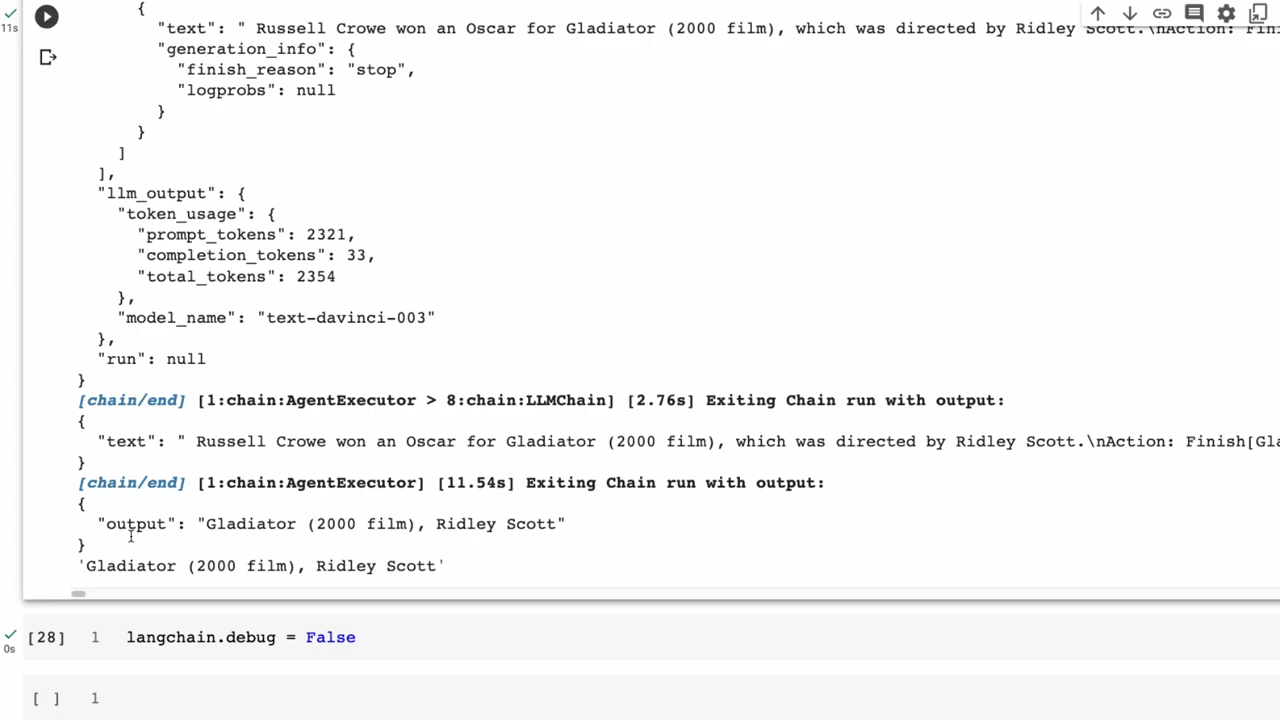 {
11s
"text": " Russell Crowe won an Oscar for Gladiator (2000 film), which was directed by Ridley Scott.\nAction: Fin
"generation_info": {
"finish_reason": "stop",
"logprobs": null
}
}
]
],
"llm_output": {
"token_usage": {
"prompt_tokens": 2321,
"completion_tokens": 33,
"total_tokens": 2354
},
"model_name": "text-davinci-003"
},
"run": null
}
[chain/end] [1:chain:AgentExecutor > 8:chain:LLMChain] [2.76s] Exiting Chain run with output:
{
"text": " Russell Crowe won an Oscar for Gladiator (2000 film), which was directed by Ridley Scott.\nAction: Finish[Gla
}
[chain/end] [1:chain:AgentExecutor] [11.54s] Exiting Chain run with output:
{
"output": "Gladiator (2000 film), Ridley Scott"
}
'Gladiator (2000 film), Ridley Scott'
[28] 1 langchain.debug = False
0s
[ ] 1